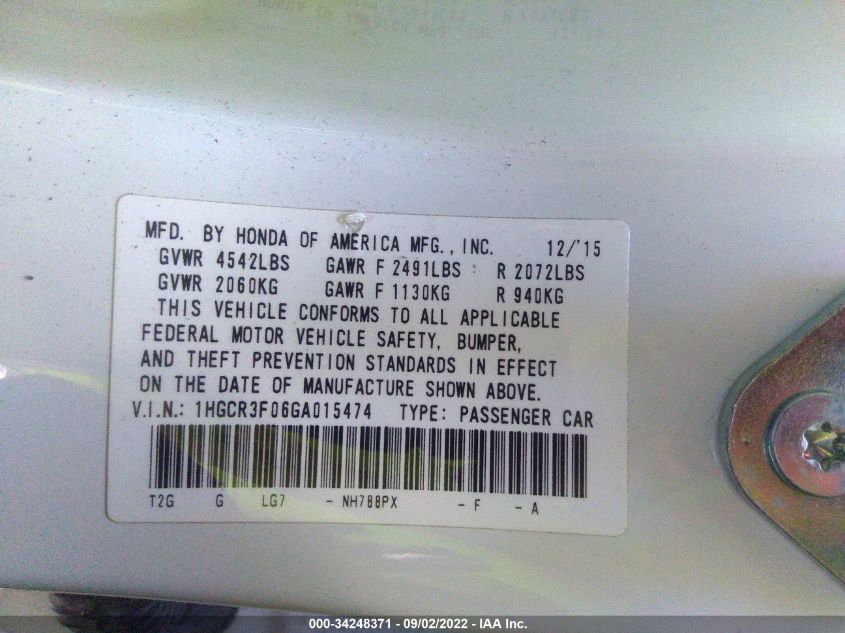 MFD. BY HONDA OF AMERICA MFG., INC. 12/'15
GVWR 4542LBS GAWR F 2491LBS R 2072LBS
GVWR 2060KG GAWR F 1130KG R 940KG
THIS VEHICLE CONFORMS TO ALL APPLICABLE
FEDERAL MOTOR VEHICLE SAFETY, BUMPER,
AND THEFT PREVENTION STANDARDS IN EFFECT
ON THE DATE OF MANUFACTURE SHOWN ABOVE.
V.I.N.: 1HGCR3F06GA015474 TYPE: PASSENGER CAR
T2G G LG7 - NH788PX - F - A
000-34248371 - 09/02/2022 - IAA Inc.